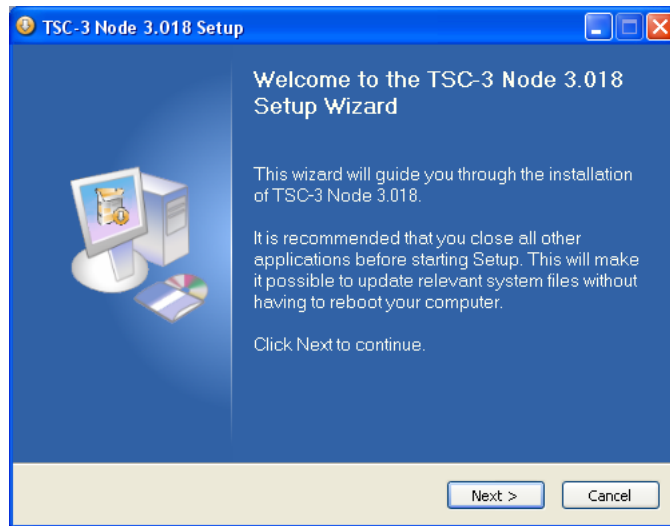 TSC-3 Node 3.018 Setup
Welcome to the TSC-3 Node 3.018
Setup Wizard
This wizard will guide you through the installation
of TSC-3 Node 3.018.
It is recommended that you close all other
applications before starting Setup. This will make
it possible to update relevant system files without
having to reboot your computer.
Click Next to continue.
Next >
Cancel